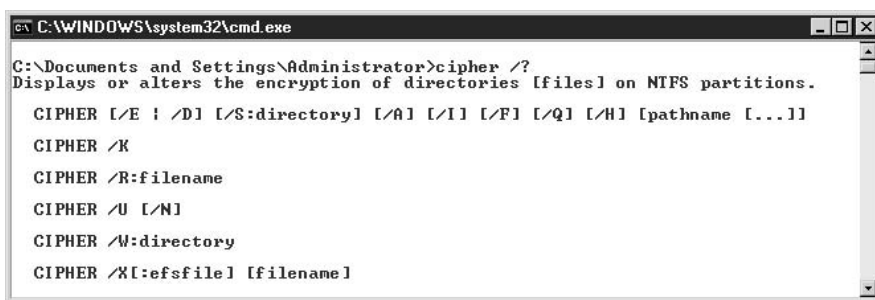 C:\WINDOWS\system32\cmd.exe
C:\Documents and Settings\Administrator>cipher /?
Displays or alters the encryption of directories [files] on NTFS partitions.
CIPHER [/E | /D] [/S:directory] [/A] [/I] [/F] [/Q] [/H] [pathname [...]]
CIPHER /K
CIPHER /R:filename
CIPHER /U [/N]
CIPHER /W:directory
CIPHER /X[:efsfile] [filename]